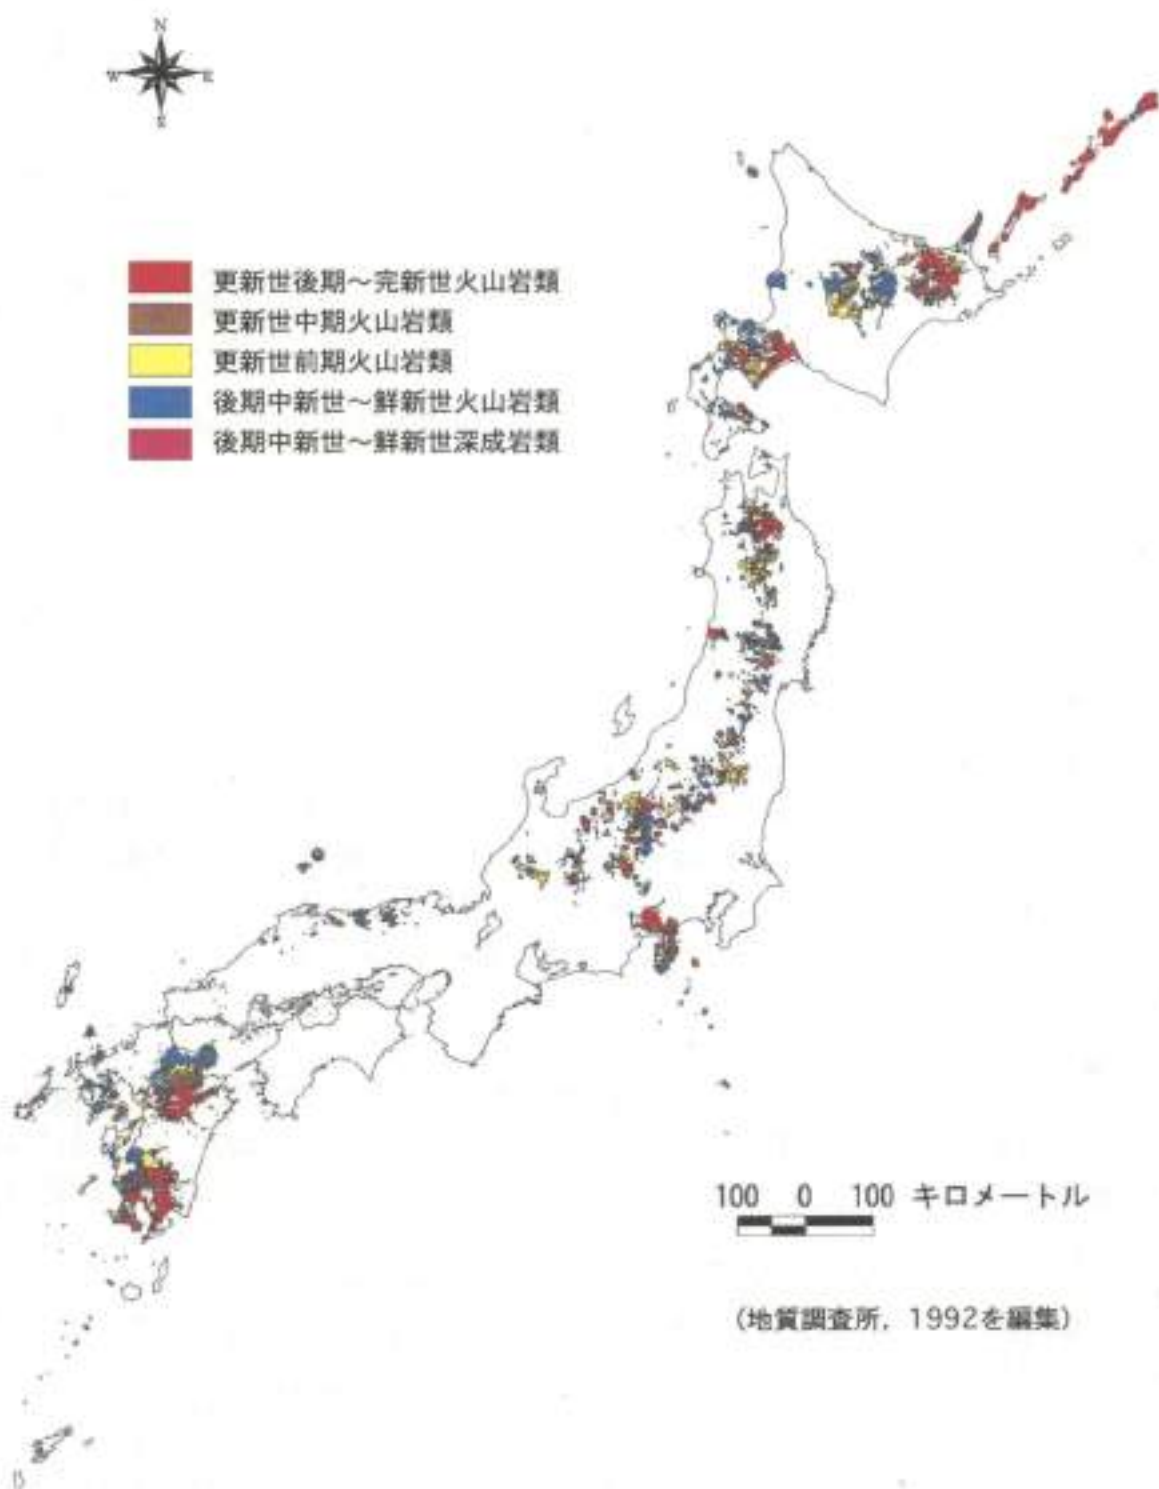 N
W E
S
更新世後期～完新世火山岩類
更新世中期火山岩類
更新世前期火山岩類
後期中新世～鮮新世火山岩類
後期中新世～鮮新世深成岩類
100 0 100 キロメートル
(地質調査所, 1992を編集)